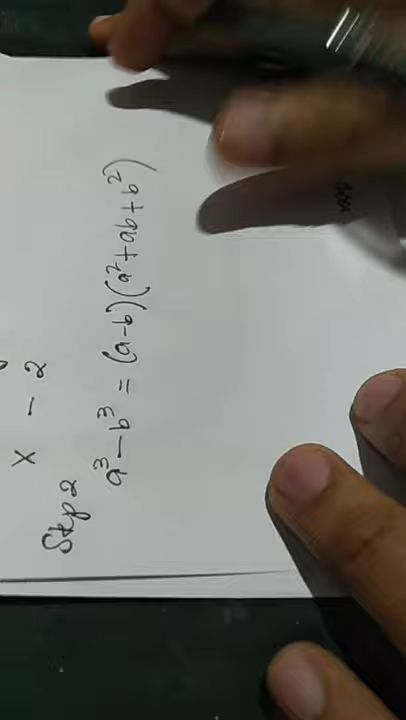 x - 2
Step 2
a³ - b³ = (a-b)(a²+ab+b²)